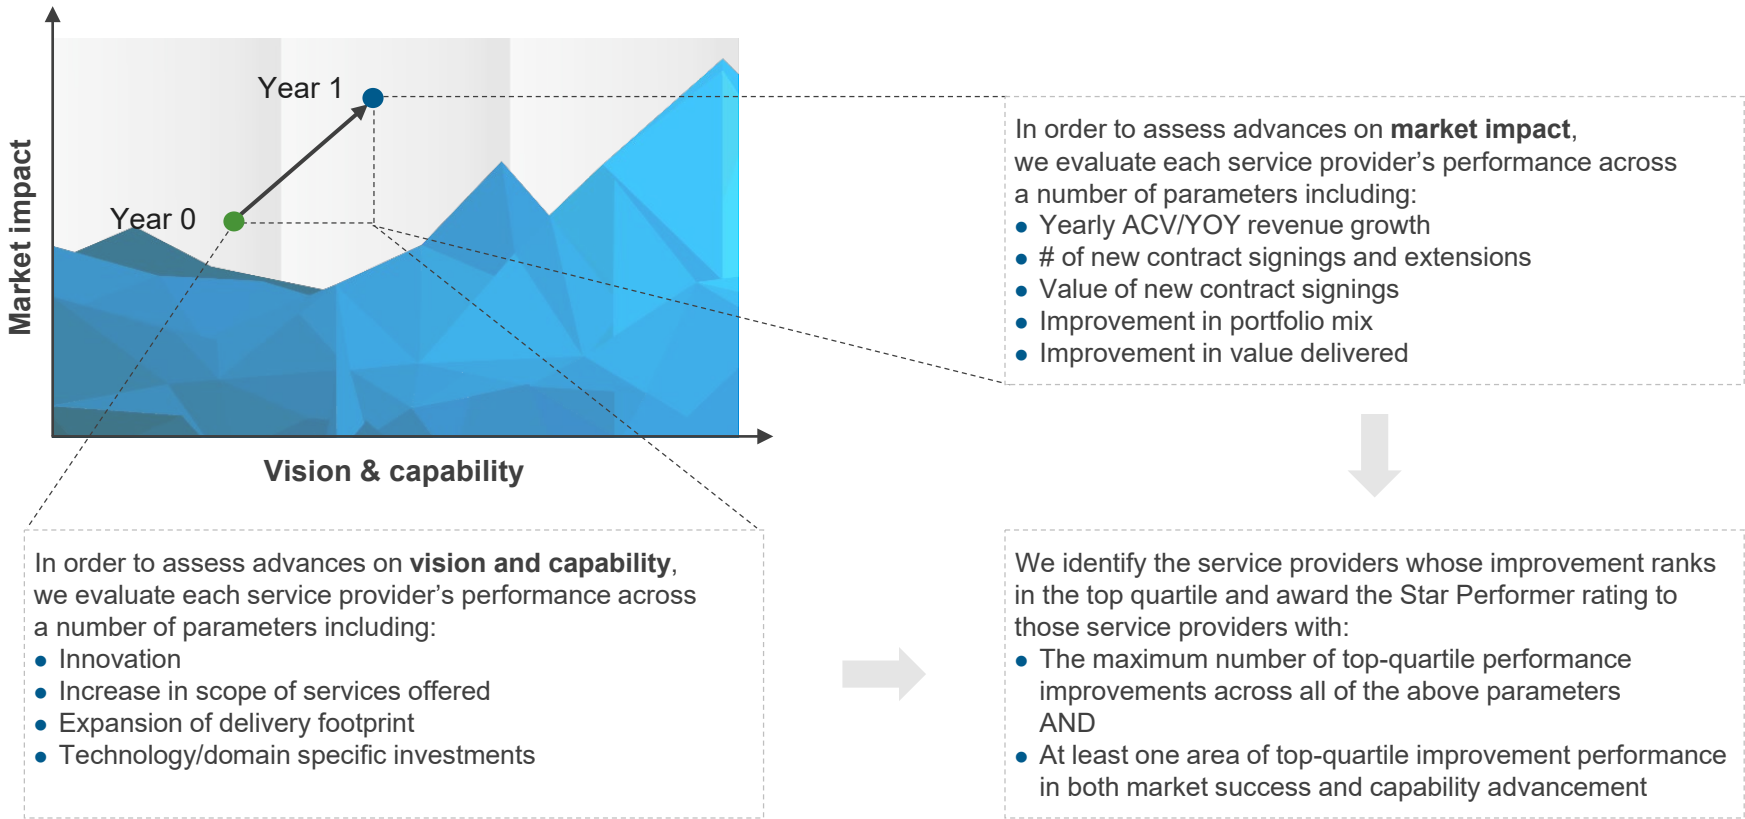 Year 1
Year 0
Market impact
Vision & capability
In order to assess advances on market impact,
we evaluate each service provider’s performance across
a number of parameters including:
● Yearly ACV/YOY revenue growth
● # of new contract signings and extensions
● Value of new contract signings
● Improvement in portfolio mix
● Improvement in value delivered
In order to assess advances on vision and capability,
we evaluate each service provider’s performance across
a number of parameters including:
● Innovation
● Increase in scope of services offered
● Expansion of delivery footprint
● Technology/domain specific investments
We identify the service providers whose improvement ranks
in the top quartile and award the Star Performer rating to
those service providers with:
● The maximum number of top-quartile performance
improvements across all of the above parameters
AND
● At least one area of top-quartile improvement performance
in both market success and capability advancement